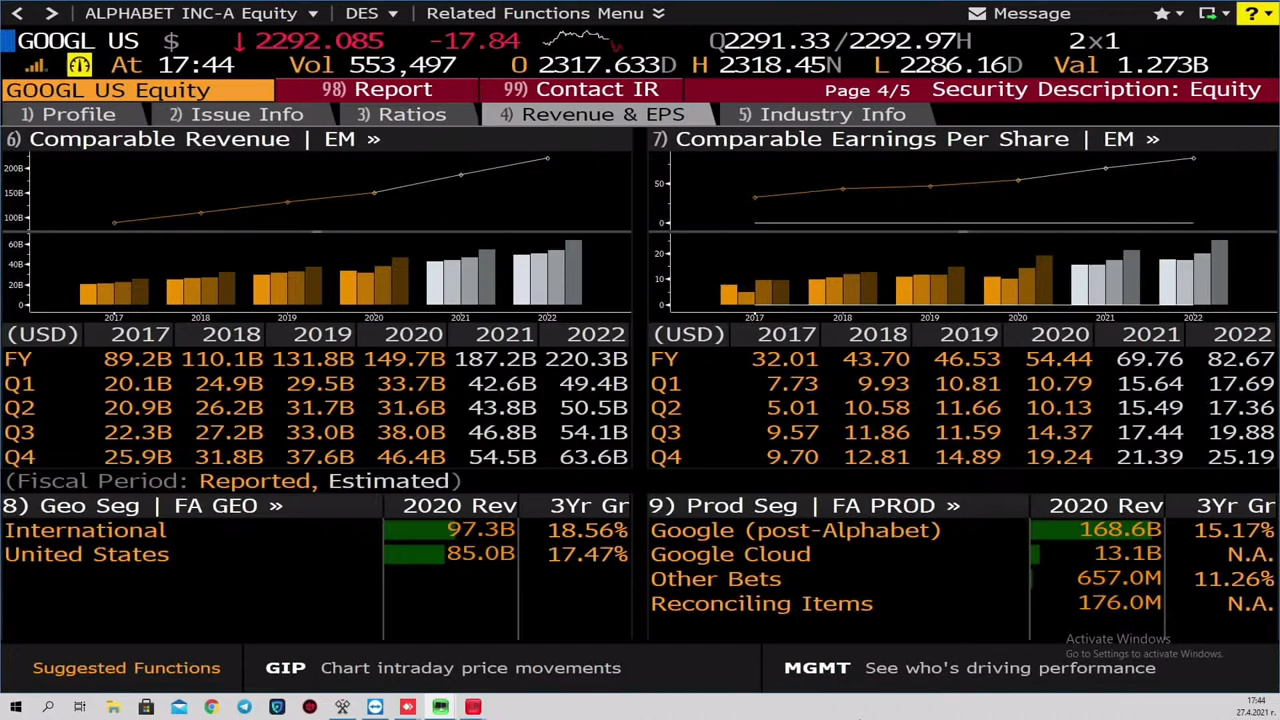 ALPHABET INC-A Equity DES Related Functions Menu Message ?
GOOGL US $ ↓ 2292.085 -17.84 Q2291.33/2292.97H 2×1
At 17:44 Vol 553,497 O 2317.633D H 2318.45N L 2286.16D Val 1.273B
GOOGL US Equity 98) Report 99) Contact IR Page 4/5 Security Description: Equity
1) Profile 2) Issue Info 3) Ratios 4) Revenue & EPS 5) Industry Info
6) Comparable Revenue | EM » 7) Comparable Earnings Per Share | EM »
200B
150B
100B
50
0
60B
40B
20B
0
20
10
0
2017 2018 2019 2020 2021 2022 2017 2018 2019 2020 2021 2022
(USD) 2017 2018 2019 2020 2021 2022 (USD) 2017 2018 2019 2020 2021 2022
FY 89.2B 110.1B 131.8B 149.7B 187.2B 220.3B FY 32.01 43.70 46.53 54.44 69.76 82.67
Q1 20.1B 24.9B 29.5B 33.7B 42.6B 49.4B Q1 7.73 9.93 10.81 10.79 15.64 17.69
Q2 20.9B 26.2B 31.7B 31.6B 43.8B 50.5B Q2 5.01 10.58 11.66 10.13 15.49 17.36
Q3 22.3B 27.2B 33.0B 38.0B 46.8B 54.1B Q3 9.57 11.86 11.59 14.37 17.44 19.88
Q4 25.9B 31.8B 37.6B 46.4B 54.5B 63.6B Q4 9.70 12.81 14.89 19.24 21.39 25.19
(Fiscal Period: Reported, Estimated)
8) Geo Seg | FA GEO » 2020 Rev 3Yr Gr 9) Prod Seg | FA PROD » 2020 Rev 3Yr Gr
International 97.3B 18.56% Google (post-Alphabet) 168.6B 15.17%
United States 85.0B 17.47% Google Cloud 13.1B N.A.
Other Bets 657.0M 11.26%
Reconciling Items 176.0M N.A.
Activate Windows
Go to Settings to activate Windows.
Suggested Functions GIP Chart intraday price movements MGMT See who's driving performance
17:44
27.4.2021 г.